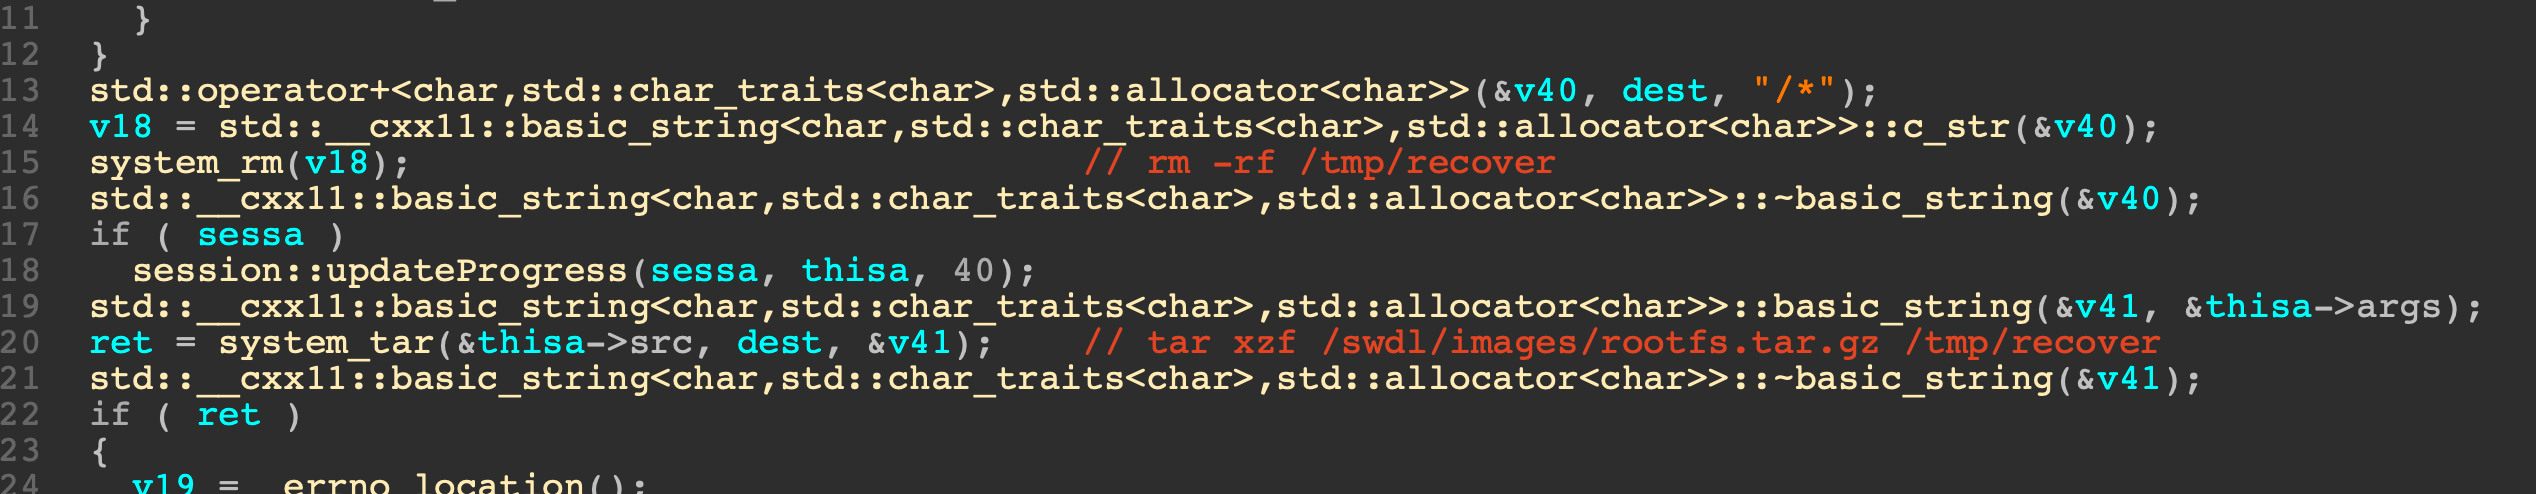 11 }
12 }
13 std::operator+<char,std::char_traits<char>,std::allocator<char>>(&v40, dest, "/*");
14 v18 = std::__cxx11::basic_string<char,std::char_traits<char>,std::allocator<char>>::c_str(&v40);
15 system_rm(v18); // rm -rf /tmp/recover
16 std::__cxx11::basic_string<char,std::char_traits<char>,std::allocator<char>>::~basic_string(&v40);
17 if ( sessa )
18 session::updateProgress(sessa, thisa, 40);
19 std::__cxx11::basic_string<char,std::char_traits<char>,std::allocator<char>>::basic_string(&v41, &thisa->args);
20 ret = system_tar(&thisa->src, dest, &v41); // tar xzf /swdl/images/rootfs.tar.gz /tmp/recover
21 std::__cxx11::basic_string<char,std::char_traits<char>,std::allocator<char>>::~basic_string(&v41);
22 if ( ret )
23 {
24 v19 = errno_location();